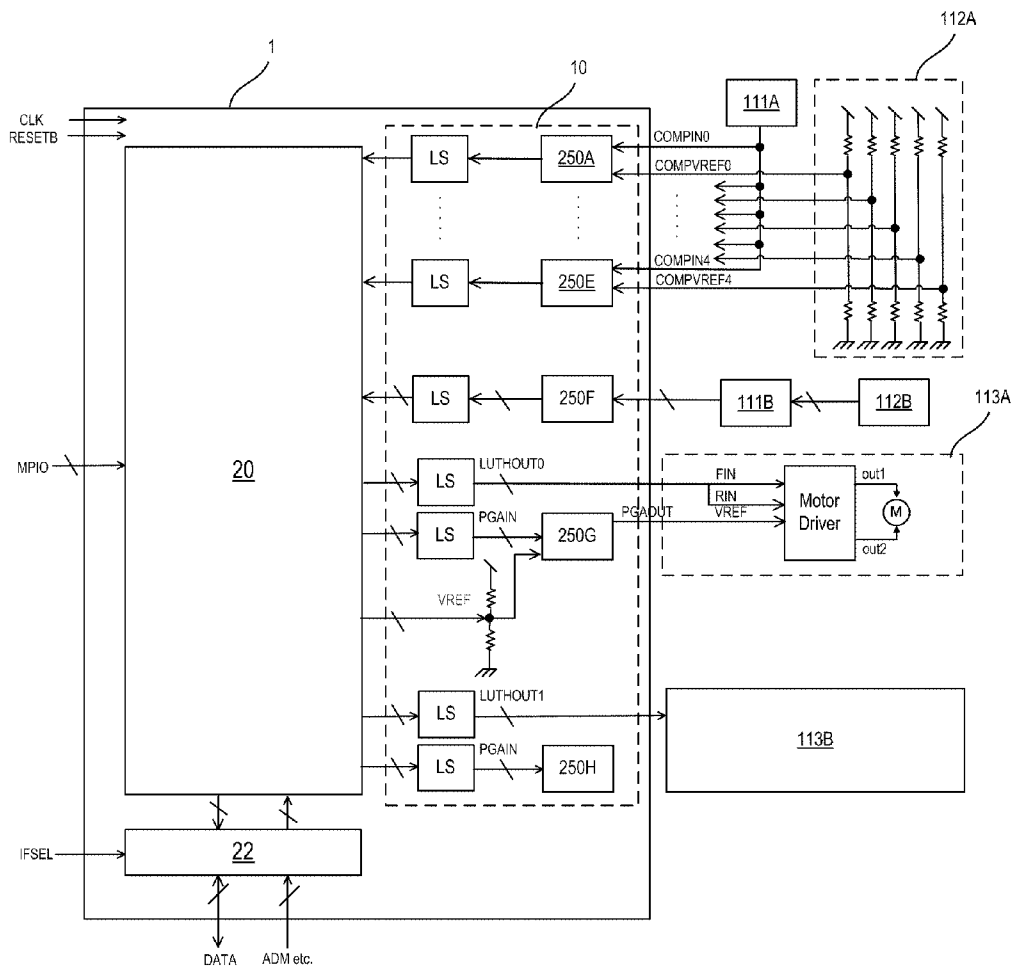 112A
1
10
111A
CLK
RESETB
COMPIN0
LS
250A
COMPVREF0
COMPIN4
LS
250E
COMPVREF4
LS
250F
111B
112B
113A
MPIO
20
LUTHOUT0
LS
FIN
RIN
out1
Motor
Driver
M
PGAIN
LS
250G
PGAOUT
VREF
out2
VREF
LUTHOUT1
LS
113B
PGAIN
LS
250H
IFSEL
22
DATA
ADM etc.